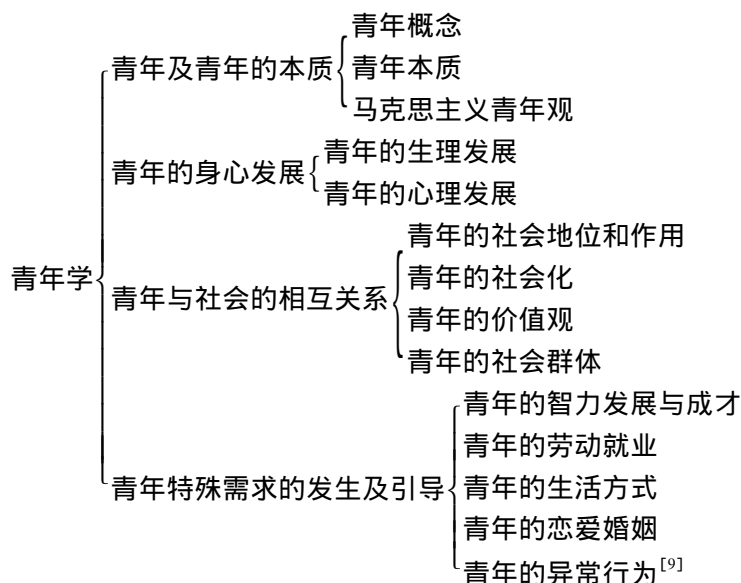 青年概念
青年及青年的本质 青年本质
马克思主义青年观
青年的生理发展
青年的身心发展
青年的心理发展
青年的社会地位和作用
青年的社会化
青年学
青年与社会的相互关系
青年的价值观
青年的社会群体
青年的智力发展与成才
青年的劳动就业
青年特殊需求的发生及引导 青年的生活方式
青年的恋爱婚姻
青年的异常行为[9]